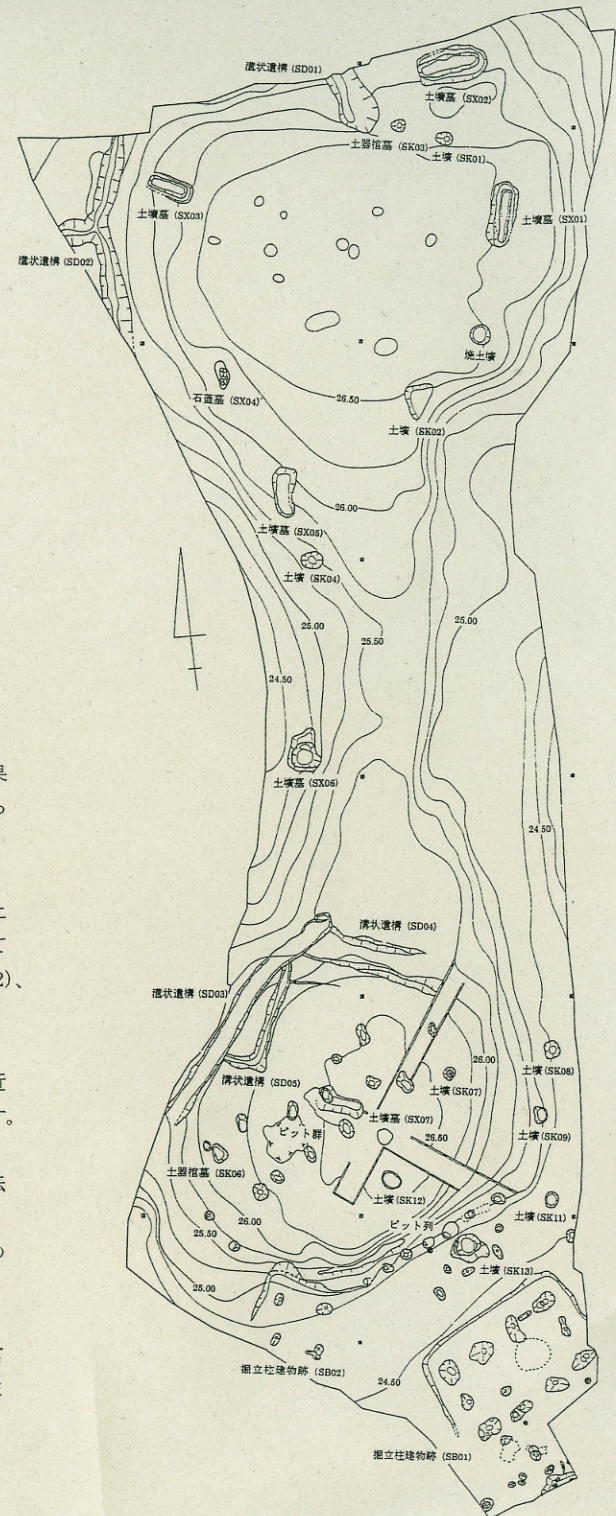 溝状遺構 (SD01)
土壙墓 (SX02)
土器棺墓 (SK03)
土壙 (SK01)
土壙墓 (SX03)
土壙墓 (SX01)
溝状遺構 (SD02)
焼土壙
石蓋墓 (SX04)
26.50
土壙 (SK02)
26.00
土壙墓 (SX05)
土壙 (SK04)
25.00
25.50
24.50
土壙墓 (SX06)
24.50
溝状遺構 (SD04)
溝状遺構 (SD03)
26.00
土壙 (SK08)
溝状遺構 (SD05)
土壙 (SK07)
土壙墓 (SX07)
土壙 (SK09)
ピット群
26.50
土器棺墓 (SK06)
土壙 (SK12)
土壙 (SK11)
ピット列
26.00
25.50
土壙 (SK13)
25.00
掘立柱建物跡 (SB02)
24.50
掘立柱建物跡 (SB01)
2)、
。